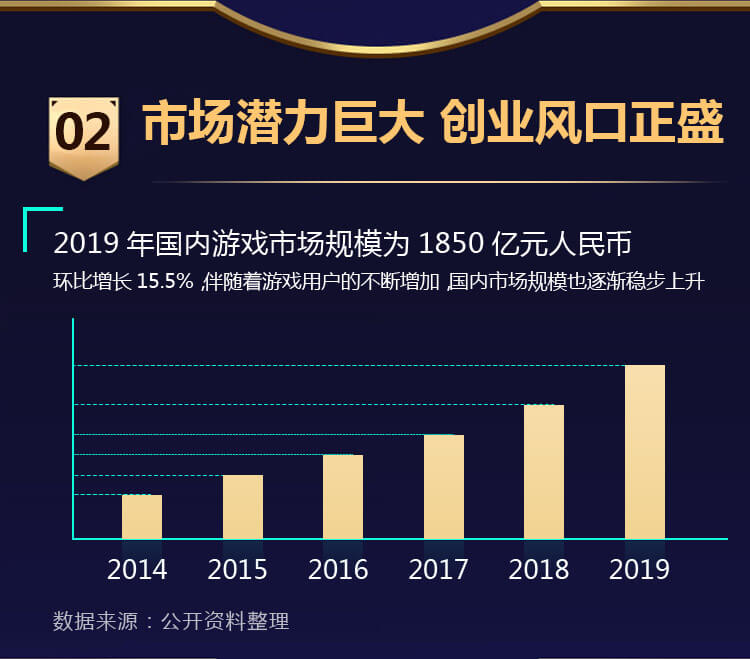 02
市场潜力巨大 创业风口正盛
2019 年国内游戏市场规模为 1850 亿元人民币
环比增长 15.5% ,伴随着游戏用户的不断增加 ,国内市场规模也逐渐稳步上升
2014 2015 2016 2017 2018 2019
数据来源：公开资料整理